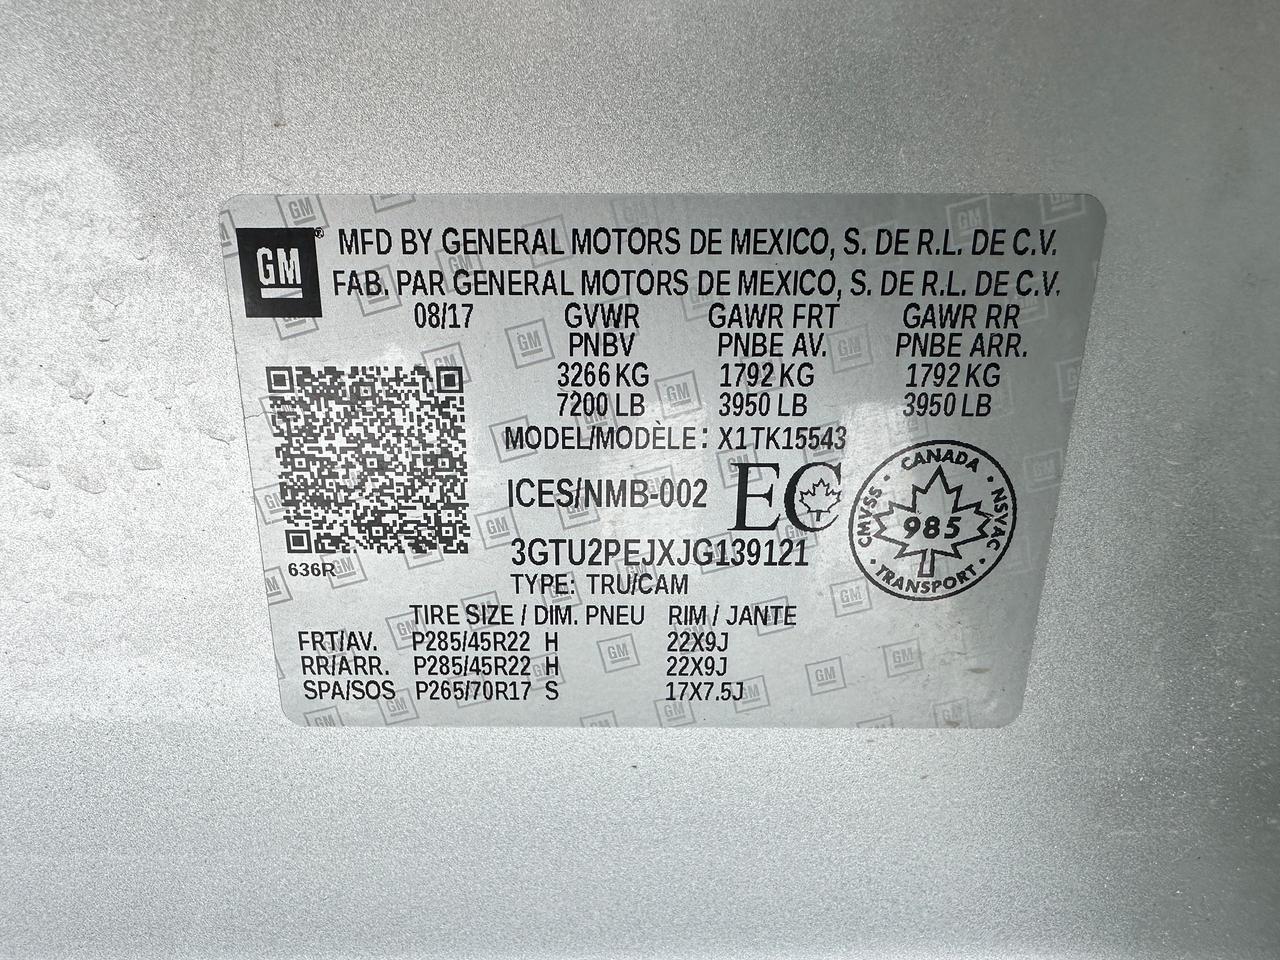 GM® MFD BY GENERAL MOTORS DE MEXICO, S. DE R.L. DE C.V.
FAB. PAR GENERAL MOTORS DE MEXICO, S. DE R.L. DE C.V.
08/17 GVWR GAWR FRT GAWR RR
PNBV PNBE AV. PNBE ARR.
3266 KG 1792 KG 1792 KG
7200 LB 3950 LB 3950 LB
MODEL/MODÈLE: X1TK15543
ICES/NMB-002 EC
CANADA
CMVSS 985 NSVAC
TRANSPORT
3GTU2PEJXJG139121
636R
TYPE: TRU/CAM
TIRE SIZE / DIM. PNEU RIM / JANTE
FRT/AV. P285/45R22 H 22X9J
RR/ARR. P285/45R22 H 22X9J
SPA/SOS P265/70R17 S 17X7.5J